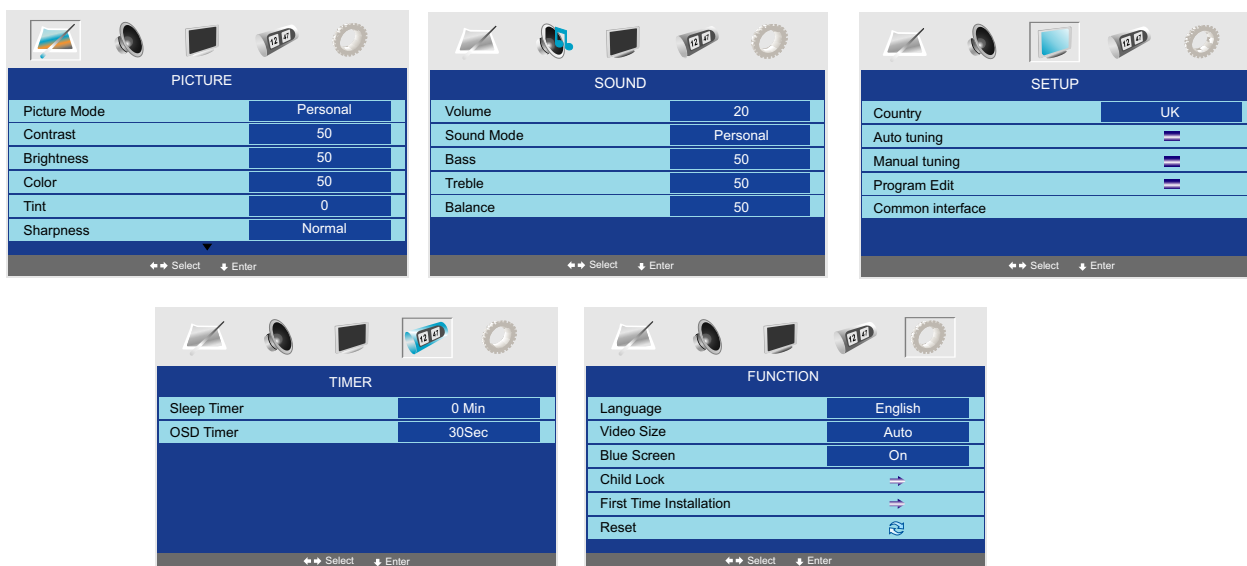 PICTURE
Picture Mode Personal
Contrast 50
Brightness 50
Color 50
Tint 0
Sharpness Normal
Select Enter
SOUND
Volume 20
Sound Mode Personal
Bass 50
Treble 50
Balance 50
Select Enter
SETUP
Country UK
Auto tuning
Manual tuning
Program Edit
Common interface
Select Enter
12 47
TIMER
Sleep Timer 0 Min
OSD Timer 30Sec
Select Enter
FUNCTION
Language English
Video Size Auto
Blue Screen On
Child Lock
First Time Installation
Reset
Select Enter